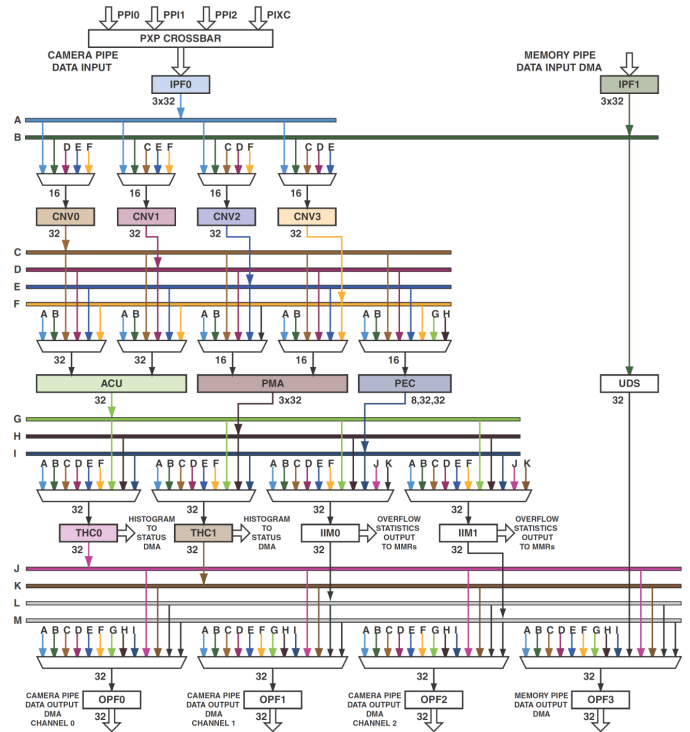 PPI0 PPI1 PPI2 PIXC
PXP CROSSBAR
CAMERA PIPE
DATA INPUT
MEMORY PIPE
DATA INPUT DMA
IPF0
IPF1
3x32
3x32
A
B
D E F
C E F
C D F
C D E
16
16
16
16
CNV0
CNV1
CNV2
CNV3
32
32
32
32
C
D
E
F
A B
A B
A B
A B
A B
G H
32
32
16
16
16
ACU
PMA
PEC
UDS
32
3x32
8,32,32
32
G
H
I
A B C D E F
A B C D E F
A B C D E F
J K
A B C D E F
J K
32
32
32
32
THC0
HISTOGRAM
TO
STATUS
DMA
THC1
HISTOGRAM
TO
STATUS
DMA
IIM0
OVERFLOW
STATISTICS
OUTPUT
TO MMRs
IIM1
OVERFLOW
STATISTICS
OUTPUT
TO MMRs
32
32
32
32
J
K
L
M
A B C D E F G H I
A B C D E F G H I
A B C D E F G H I
A B C D E F G H I
32
32
32
32
CAMERA PIPE
DATA OUTPUT
DMA
CHANNEL 0
OPF0
CAMERA PIPE
DATA OUTPUT
DMA
CHANNEL 1
OPF1
CAMERA PIPE
DATA OUTPUT
DMA
CHANNEL 2
OPF2
MEMORY PIPE
DATA OUTPUT
DMA
OPF3
32
32
32
32